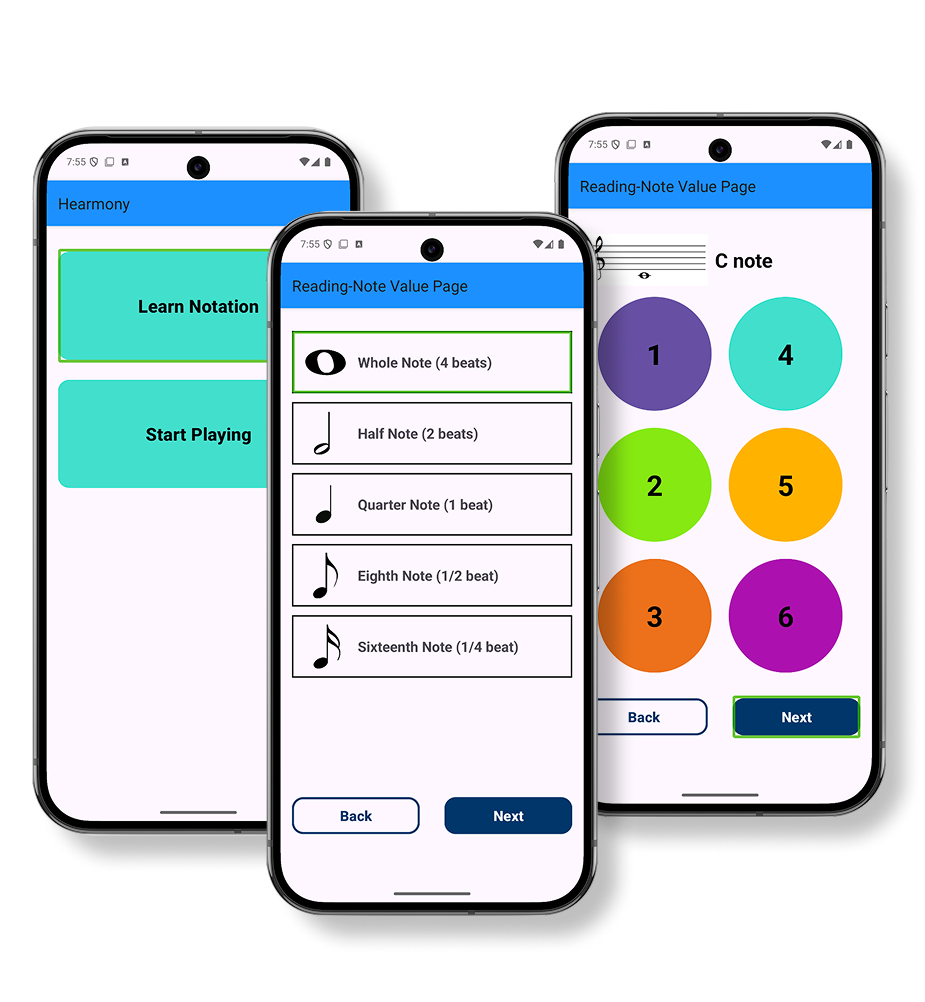 7:55
Hearmony
Learn Notation
Start Playing
7:55
Reading-Note Value Page
Whole Note (4 beats)
Half Note (2 beats)
Quarter Note (1 beat)
Eighth Note (1/2 beat)
Sixteenth Note (1/4 beat)
Back
Next
7:55
Reading-Note Value Page
C note
1
4
2
5
3
6
Back
Next